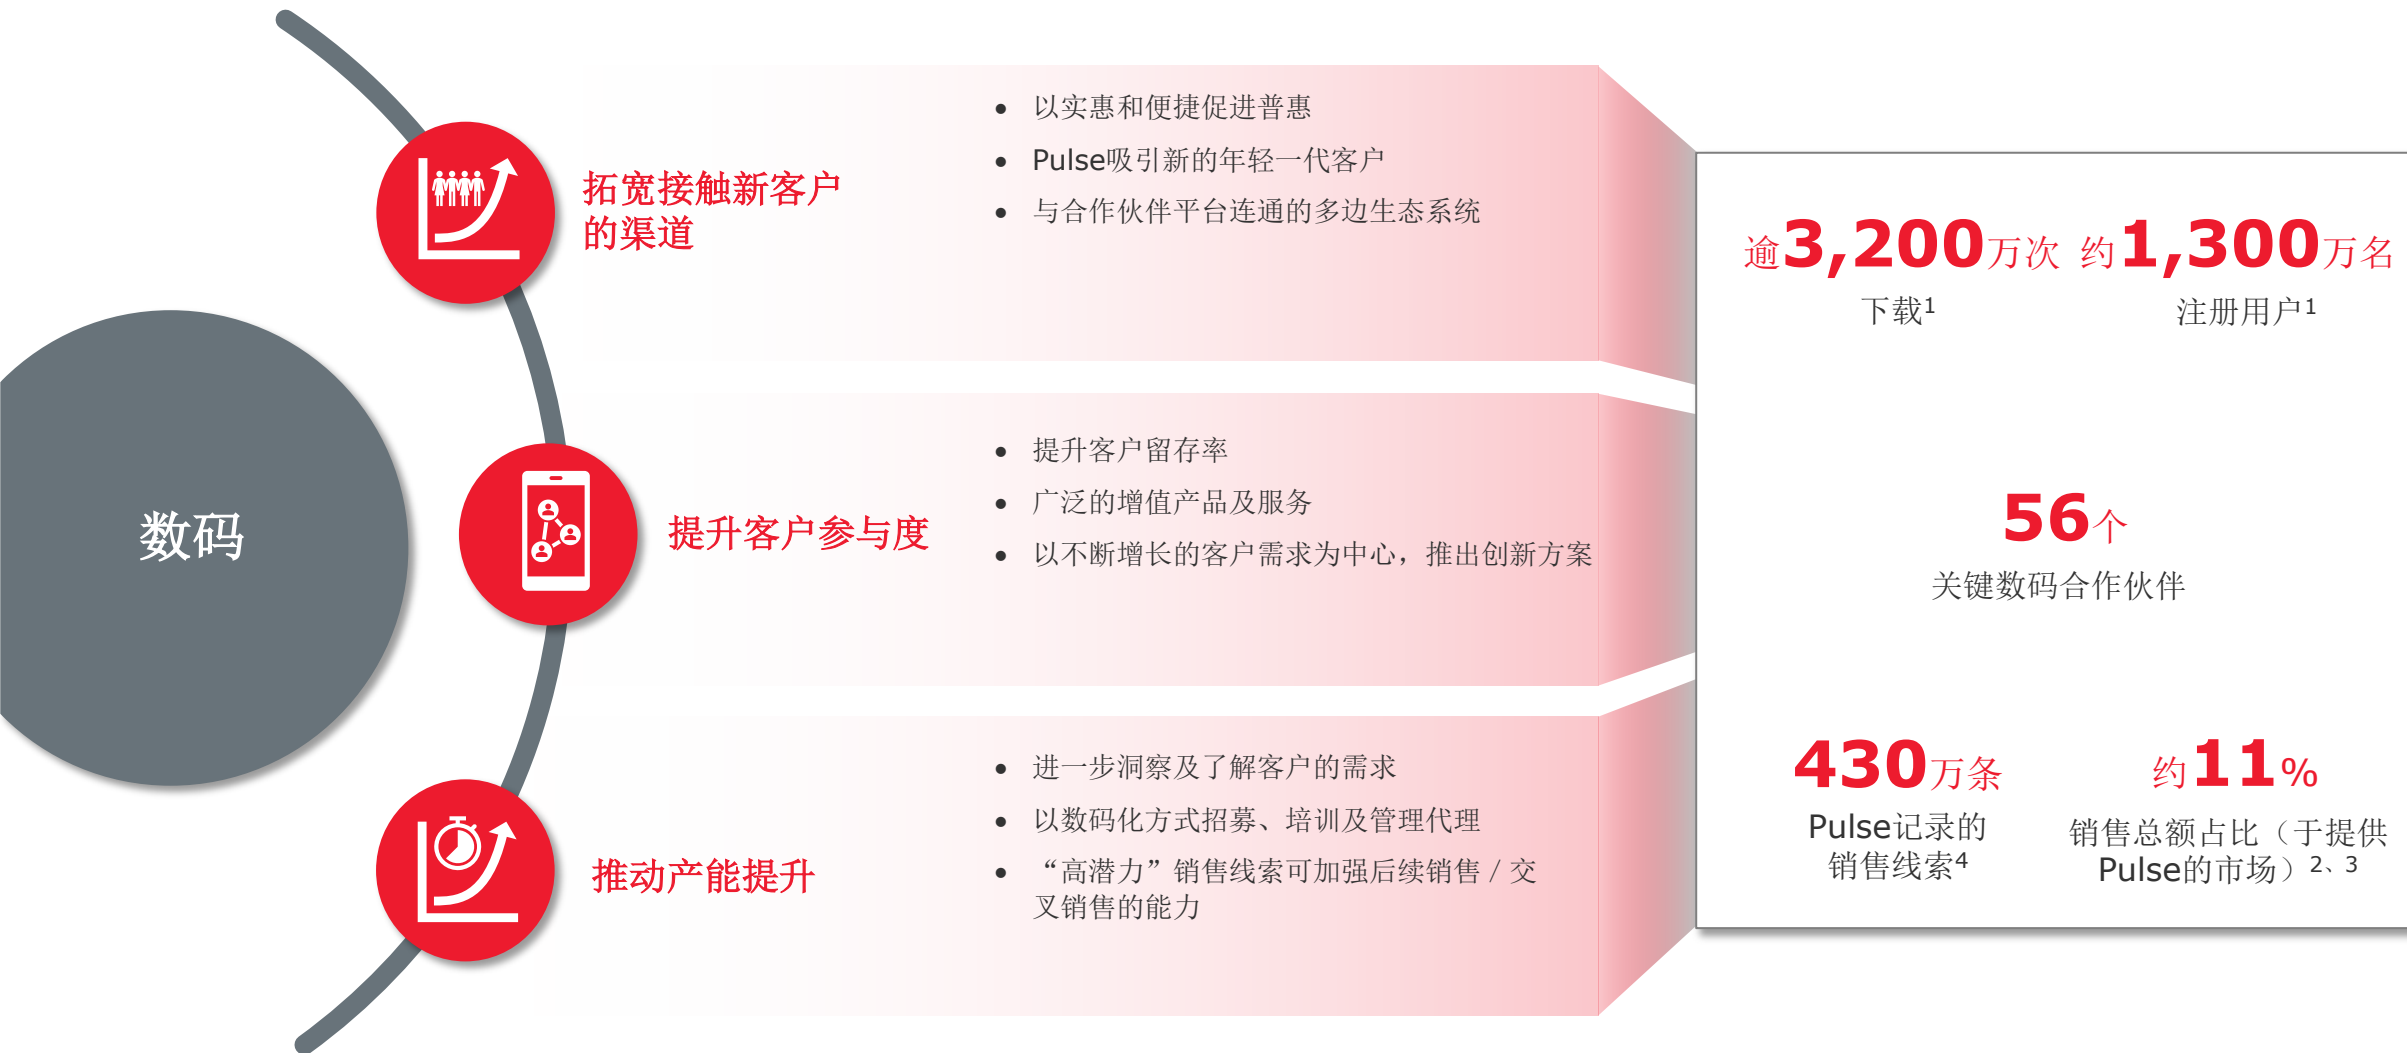 数码
拓宽接触新客户
的渠道
• 以实惠和便捷促进普惠
• Pulse吸引新的年轻一代客户
• 与合作伙伴平台连通的多边生态系统
逾3,200万次
下载1
约1,300万名
注册用户1
提升客户参与度
• 提升客户留存率
• 广泛的增值产品及服务
• 以不断增长的客户需求为中心，推出创新方案
56个
关键数码合作伙伴
推动产能提升
• 进一步洞察及了解客户的需求
• 以数码化方式招募、培训及管理代理
• “高潜力”销售线索可加强后续销售／交
叉销售的能力
430万条
Pulse记录的
销售线索4
约11%
销售总额占比（于提供
Pulse的市场）2、3